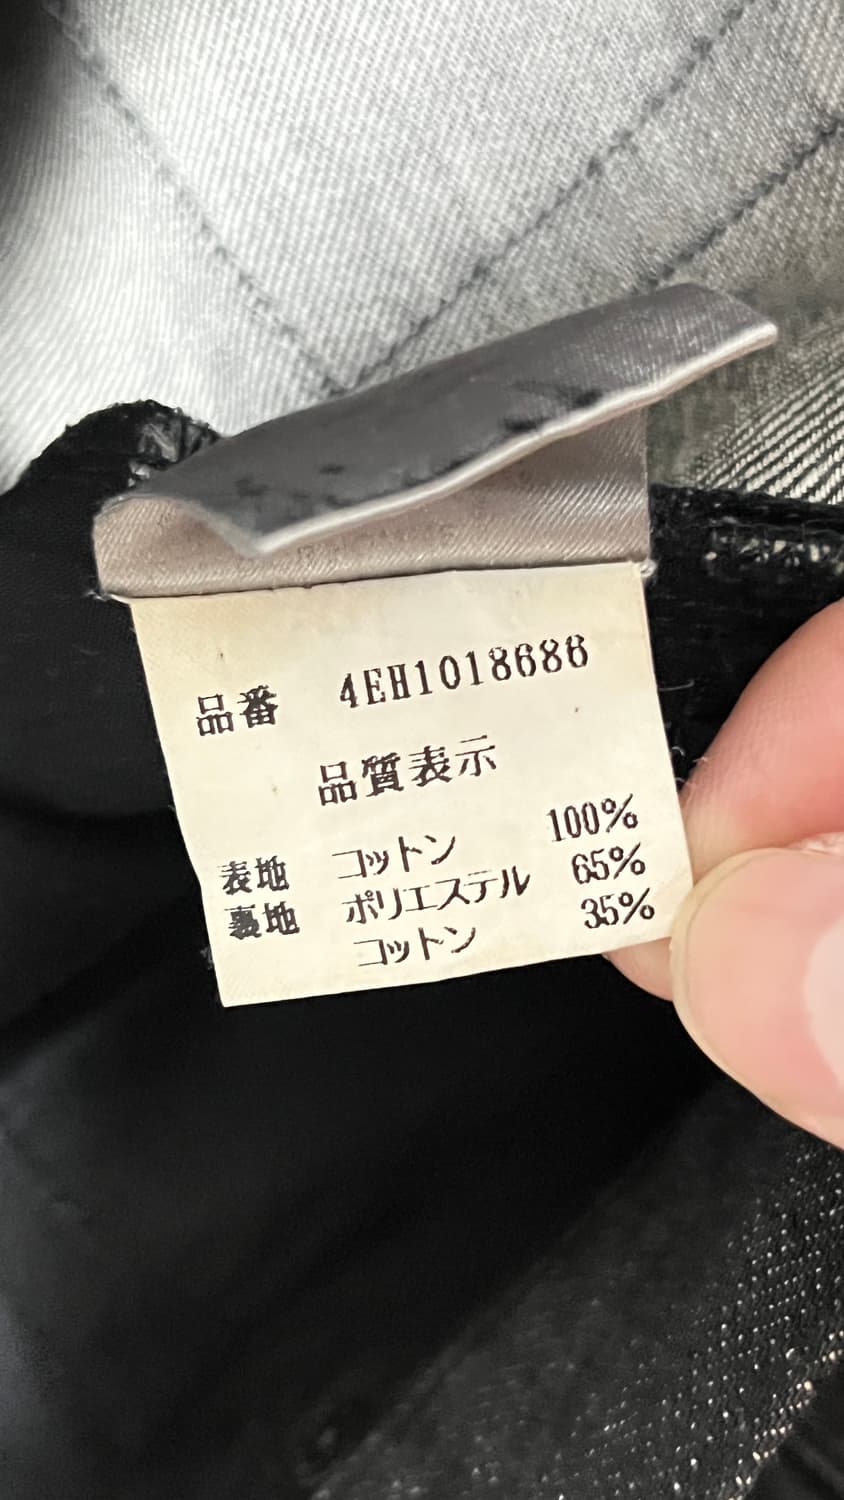 品番 4EH1018686
品質表示
表地 コットン 100%
裏地 ポリエステル 65%
コットン 35%